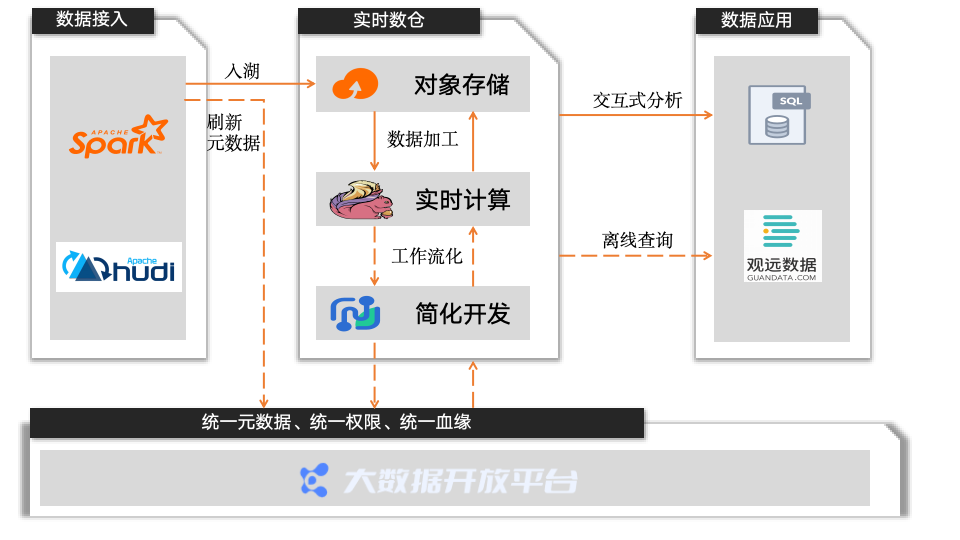 数据接入
实时数仓
数据应用
入湖
对象存储
交互式分析
SQL
刷新
元数据
APACHE
Spark
TM
数据加工
实时计算
离线查询
工作流化
Apache
hudi
观远数据
GUANDATA.COM
简化开发
统一元数据、统一权限、统一血缘
大数据开放平台